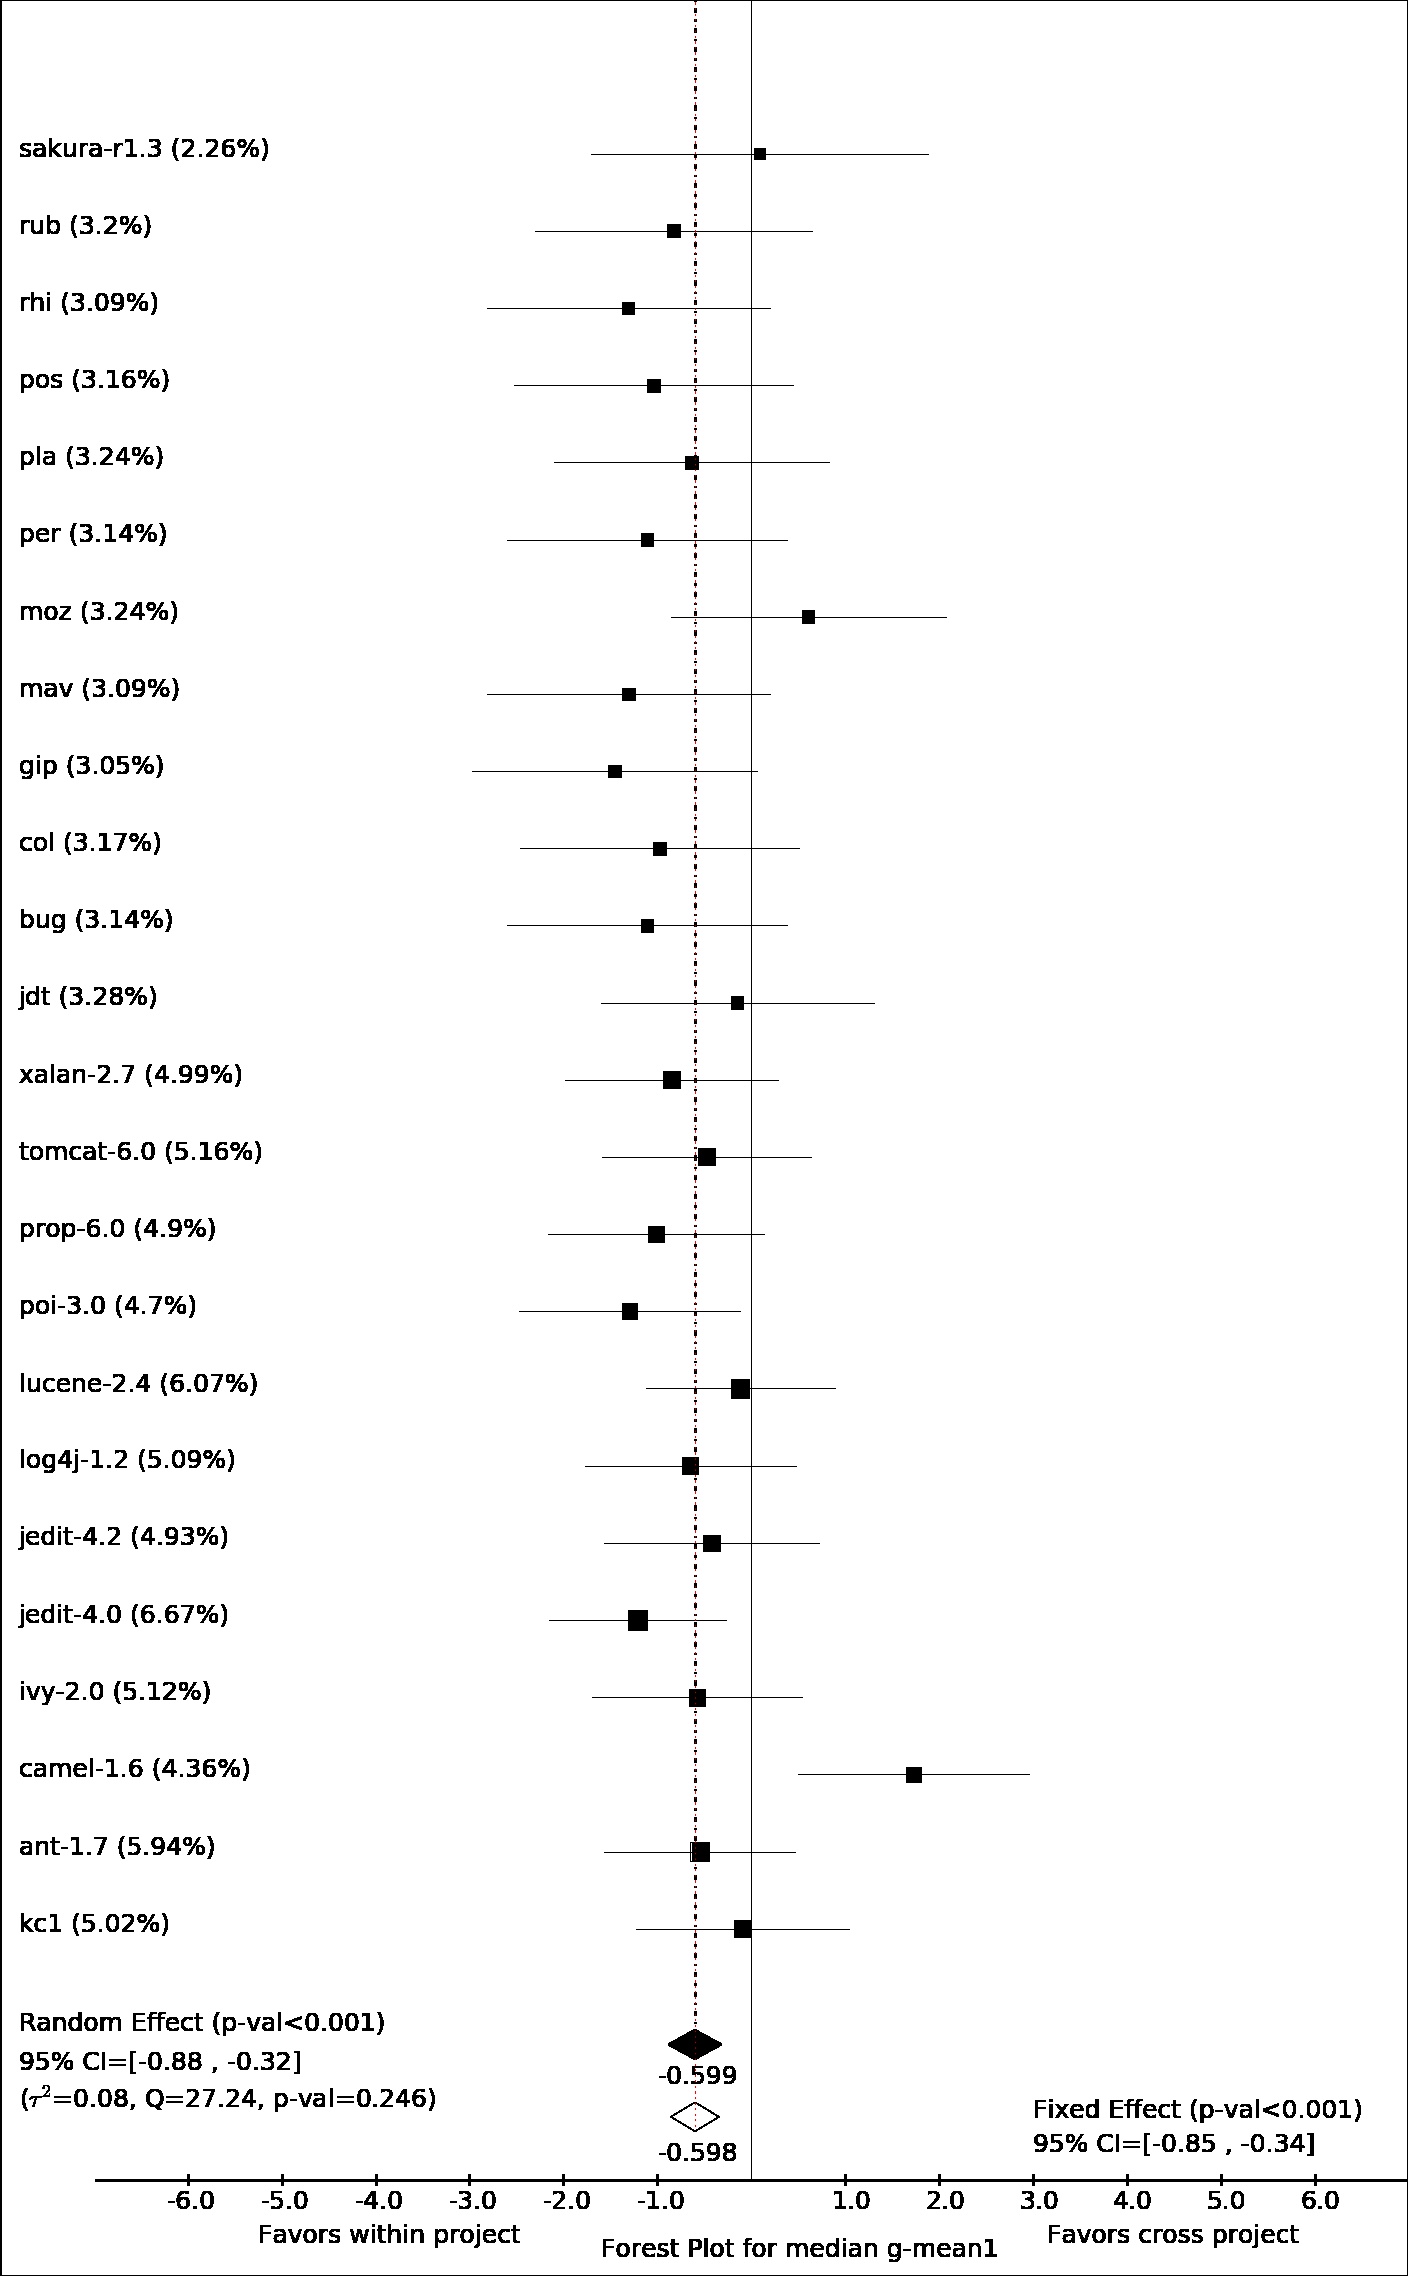 sakura-r1.3 (2.26%)
rub (3.2%)
rhi (3.09%)
pos (3.16%)
pla (3.24%)
per (3.14%)
moz (3.24%)
mav (3.09%)
gip (3.05%)
col (3.17%)
bug (3.14%)
jdt (3.28%)
xalan-2.7 (4.99%)
tomcat-6.0 (5.16%)
prop-6.0 (4.9%)
poi-3.0 (4.7%)
lucene-2.4 (6.07%)
log4j-1.2 (5.09%)
jedit-4.2 (4.93%)
jedit-4.0 (6.67%)
ivy-2.0 (5.12%)
camel-1.6 (4.36%)
ant-1.7 (5.94%)
kc1 (5.02%)
Random Effect (p-val<0.001)
95% CI=[-0.88 , -0.32]
(τ²=0.08, Q=27.24, p-val=0.246)
-0.599
-0.598
Fixed Effect (p-val<0.001)
95% CI=[-0.85 , -0.34]
-6.0 -5.0 -4.0 -3.0 -2.0 -1.0 1.0 2.0 3.0 4.0 5.0 6.0
Favors within project
Forest Plot for median g-mean1
Favors cross project